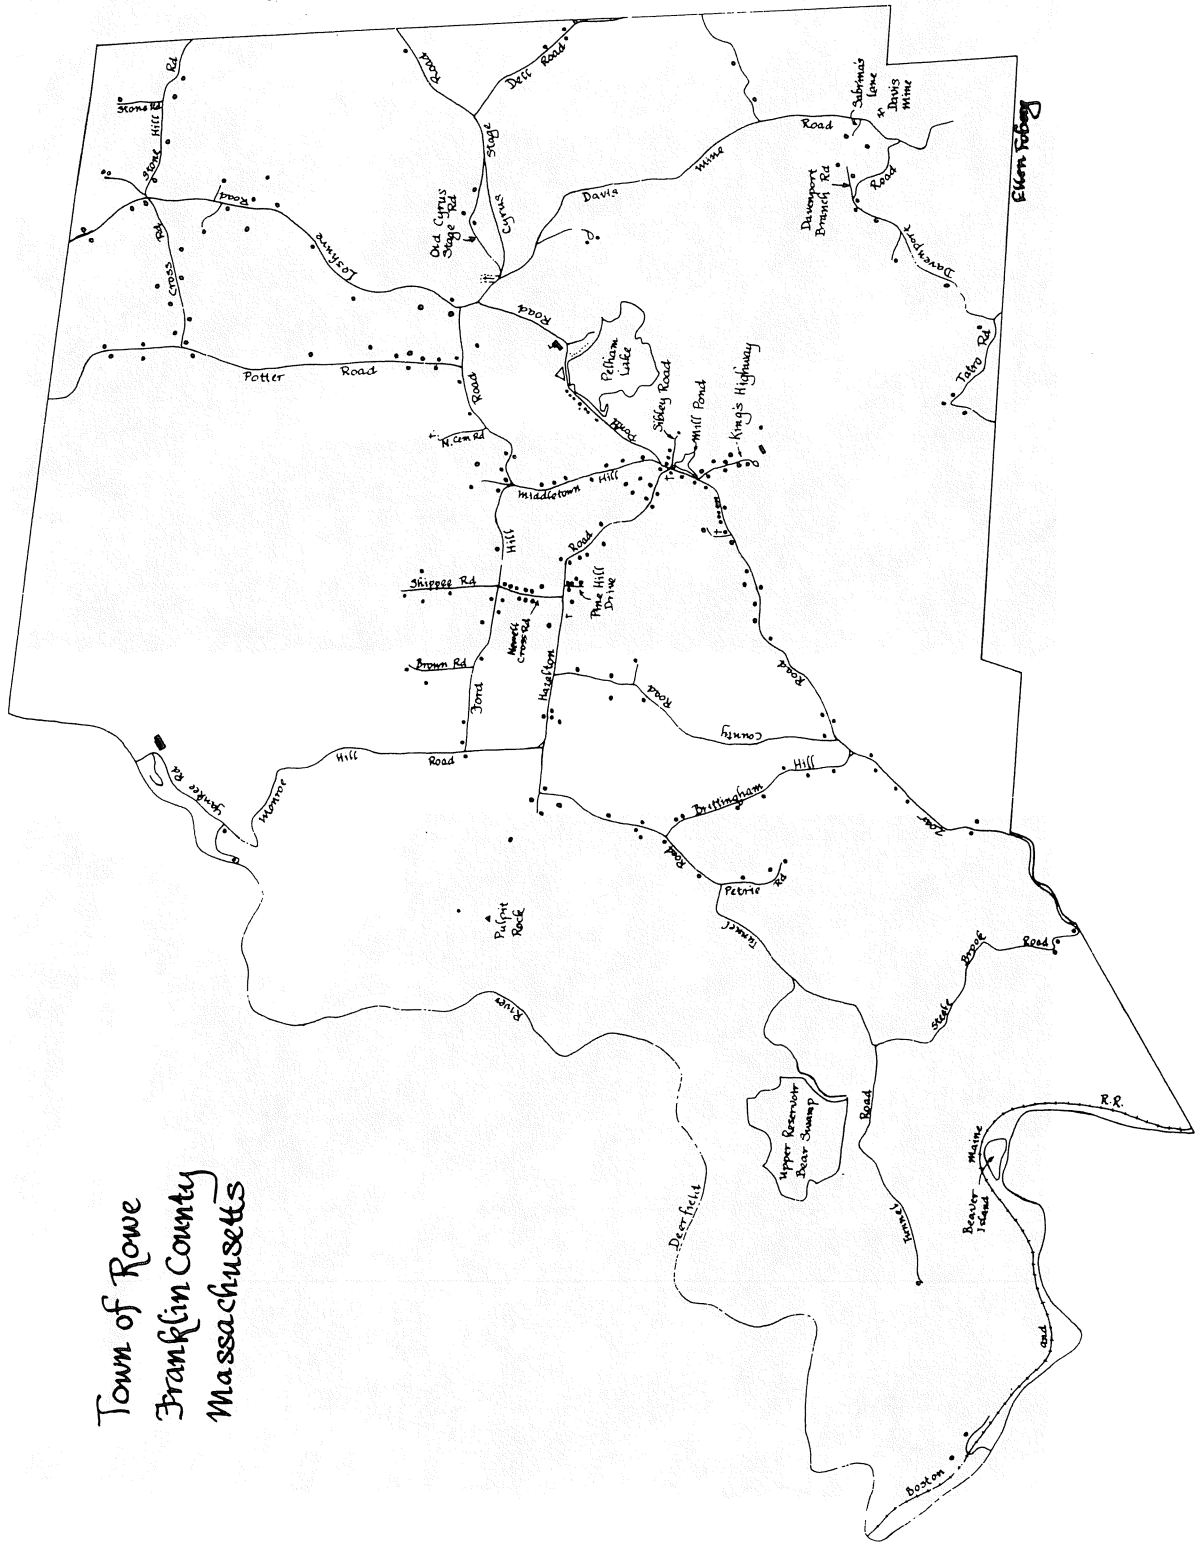 Town of Rowe
Franklin County
Massachusetts
Rd
Stone Rd
Hill
Stone
Road
Rd
Cross
Leshure
Potter
Road
Road
N. Cem Rd
Road
Stage
Cyrus
Dell
Road
Old Cyrus
Stage Rd
Davis
Mine
Road
Sabrina's
Lane
Davis
Mine
Davenport
Branch Rd
Road
Davenport
Tatro Rd
Road
Pelham
Lake
Pond
Sibley Road
Mill Pond
King's Highway
Middletown
Hill
Hill
Shippee Rd
Newell
Cross Rd
Road
Pine Hill
Drive
Brown Rd
Ford
Hazelton
Road
County
Road
Hill
Brittingham
Zoar
Yankee Rd
Monroe
Hill
Road
Road
Petrie
Rd
Tunnel
Pulpit
Rock
River
Brook
Road
Steele
Upper Reservoir
Bear Swamp
Road
Tunnel
Deerfield
Beaver
Island
Maine
R.R.
and
Boston